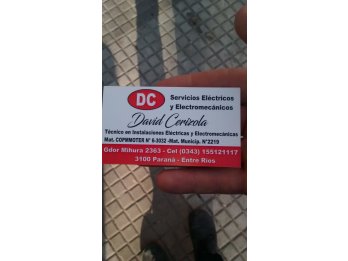 DC
Servicios Eléctricos
y Electromecánicos
David Cerizola
Técnico en Instalaciones Eléctricas y Electromecánicas
Mat. COPMMOTER N° 6-3032 -Mat. Municip. N°2219
Gdor Mihura 2363 - Cel (0343) 155121117
3100 Paraná - Entre Ríos